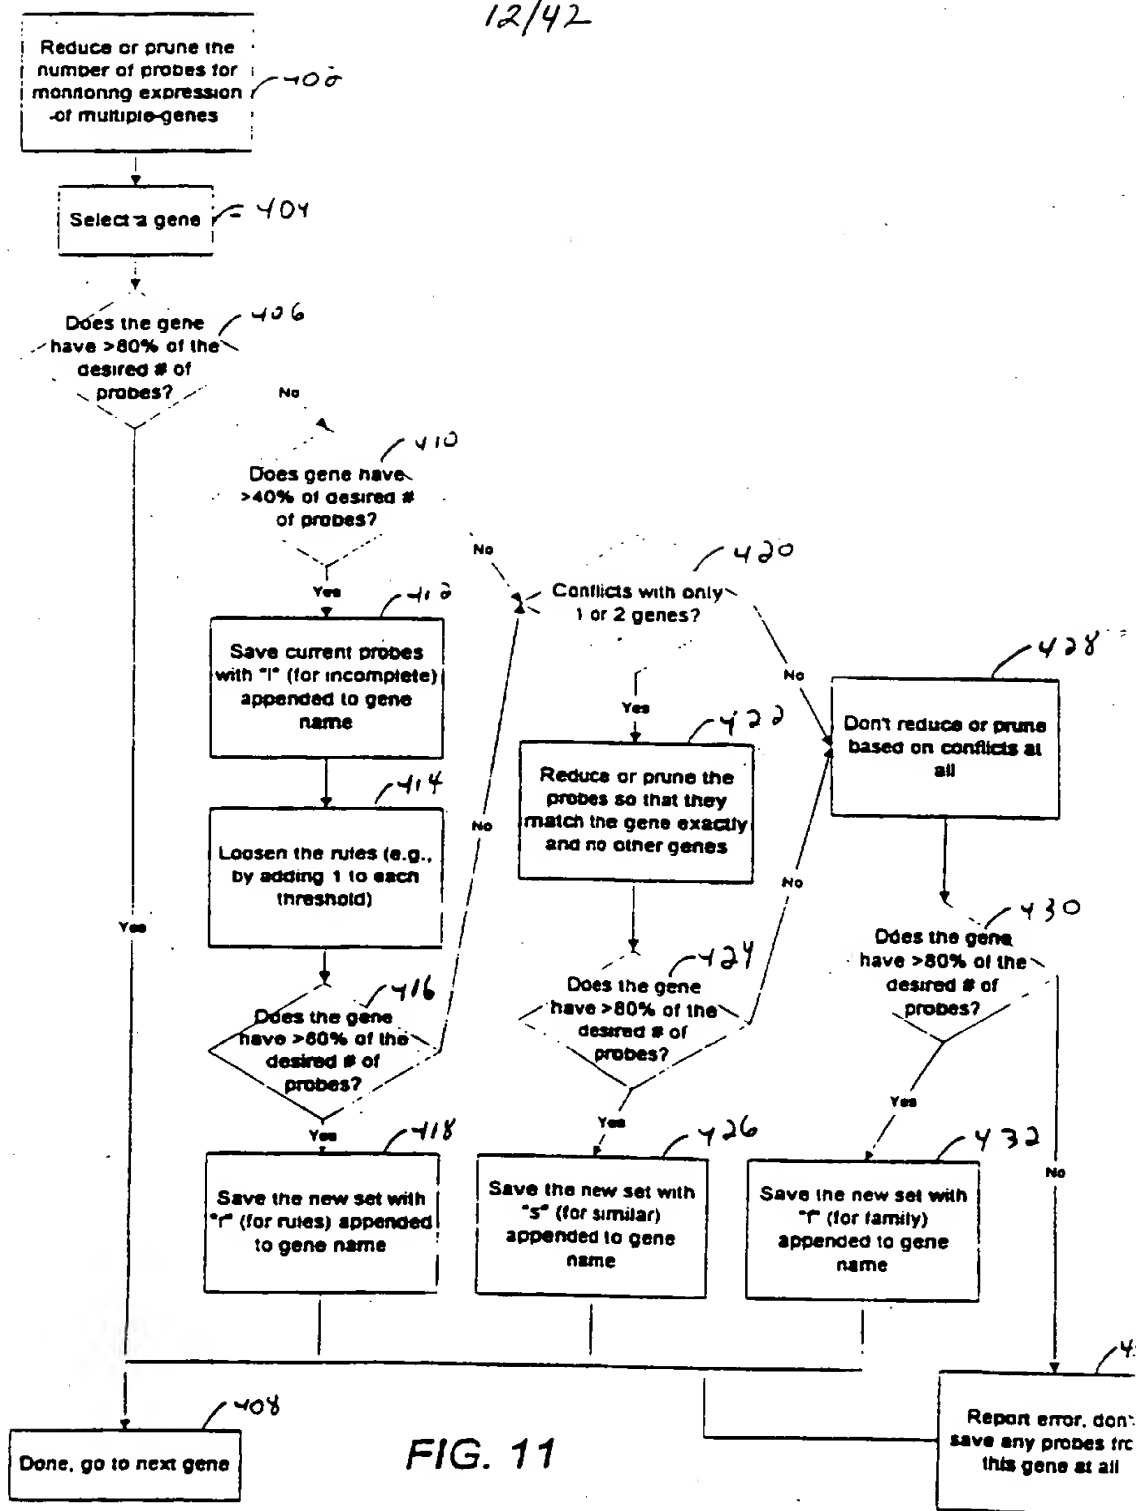 12/42
Reduce or prune the
number of probes for
monitoring expression
of multiple-genes
402
Select a gene
404
Does the gene
have >80% of the
desired # of
probes?
406
No
Does gene have
>40% of desired #
of probes?
410
No
Yes
Conflicts with only
1 or 2 genes?
420
412
Save current probes
with "I" (for incomplete)
appended to gene
name
No
428
Yes
422
Don't reduce or prune
based on conflicts at
all
Reduce or prune the
probes so that they
match the gene exactly
and no other genes
414
Loosen the rules (e.g.,
by adding 1 to each
threshold)
No
No
Yes
430
Does the gene
have >80% of the
desired # of
probes?
424
Does the gene
have >80% of the
desired # of
probes?
416
Does the gene
have >80% of the
desired # of
probes?
Yes
Yes
Yes
No
418
Save the new set with
"r" (for rules) appended
to gene name
426
Save the new set with
"s" (for similar)
appended to gene
name
432
Save the new set with
"f" (for family)
appended to gene
name
408
Done, go to next gene
FIG. 11
Report error, don't
save any probes
this gene at all